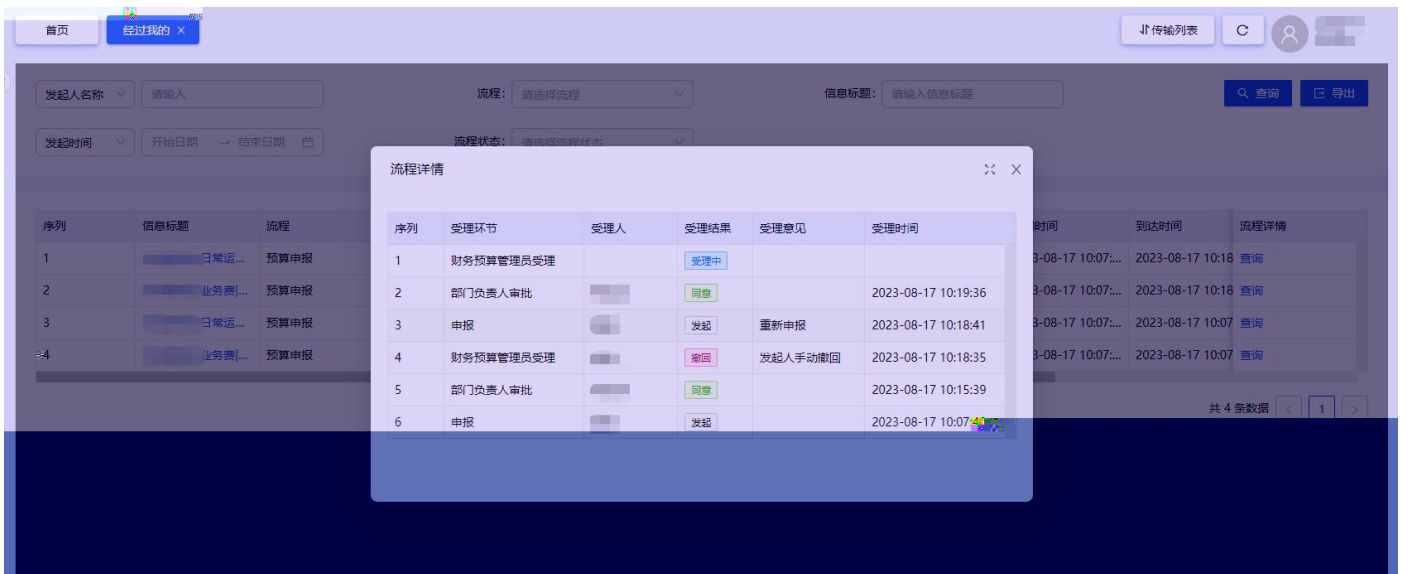 首页 经过我的 X 传输列表
发起人名称 请输入 流程: 请选择流程 信息标题: 请输入信息标题 查询 导出
发起时间 开始日期 → 结束日期 流程状态: 请选择流程状态
流程详情
序列 信息标题 流程 时间 到达时间 流程详情
1 日常运... 预算申报 3-08-17 10:07:... 2023-08-17 10:18 查询
2 业务费|... 预算申报 3-08-17 10:07:... 2023-08-17 10:18 查询
3 日常运... 预算申报 3-08-17 10:07:... 2023-08-17 10:07 查询
4 业务费|... 预算申报 3-08-17 10:07:... 2023-08-17 10:07 查询
共 4 条数据 < 1 >
序列 受理环节 受理人 受理结果 受理意见 受理时间
1 财务预算管理员受理 受理中
2 部门负责人审批 同意 2023-08-17 10:19:36
3 申报 发起 重新申报 2023-08-17 10:18:41
4 财务预算管理员受理 撤回 发起人手动撤回 2023-08-17 10:18:35
5 部门负责人审批 同意 2023-08-17 10:15:39
6 申报 发起 2023-08-17 10:07